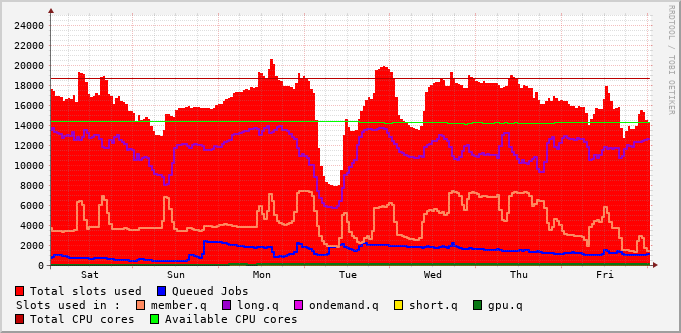 24000
22000
20000
18000
16000
14000
12000
10000
8000
6000
4000
2000
0
Sat Sun Mon Tue Wed Thu Fri
Total slots used Queued Jobs
Slots used in : member.q long.q ondemand.q short.q gpu.q
Total CPU cores Available CPU cores
RRDTOOL / TOBI OETIKER